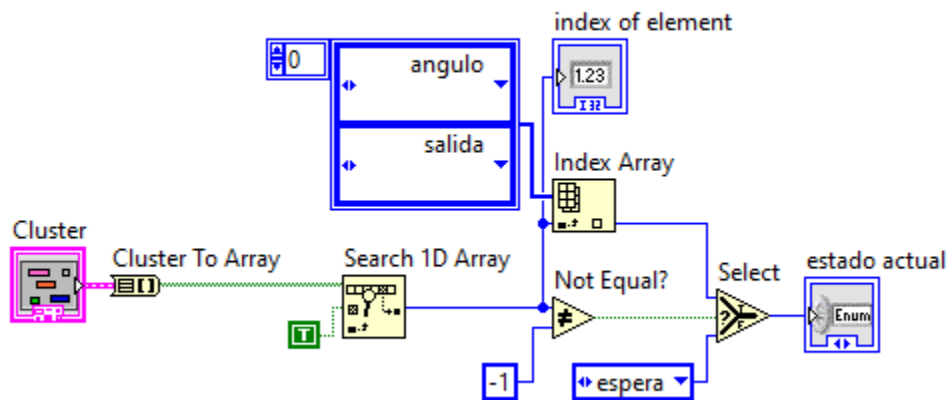 index of element
0
angulo
1.23
I32
salida
Index Array
Cluster
Cluster To Array
Search 1D Array
Not Equal?
Select
estado actual
Enum
T
?
F
-1
espera